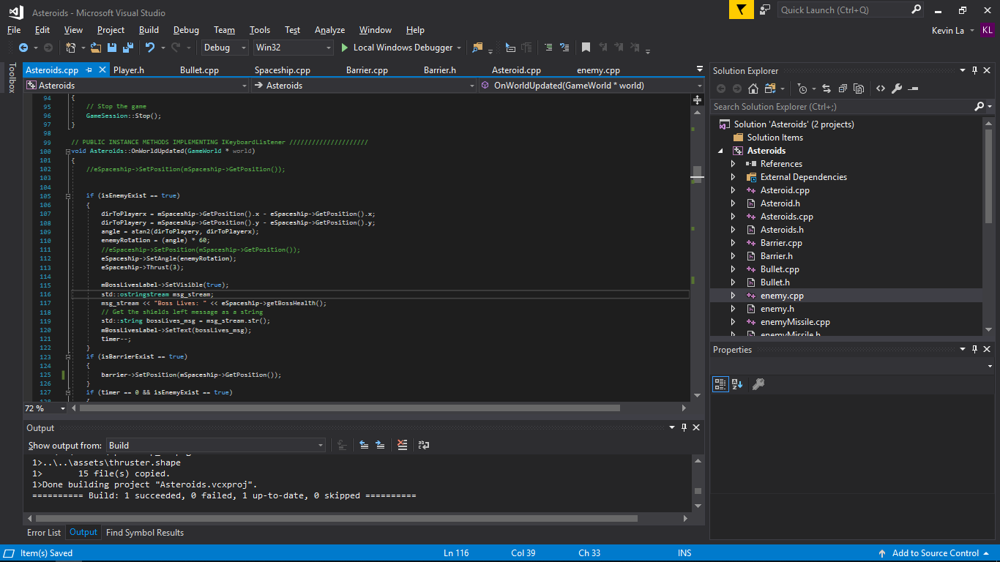 Asteroids - Microsoft Visual Studio
Quick Launch (Ctrl+Q)
File Edit View Project Build Debug Team Tools Test Analyze Window Help
Kevin La KL
Debug Win32 Local Windows Debugger
Toolbox
Asteroids.cpp Player.h Bullet.cpp Spaceship.cpp Barrier.cpp Barrier.h Asteroid.cpp enemy.cpp
Asteroids Asteroids OnWorldUpdated(GameWorld * world)
94 {
95 // Stop the game
96 GameSession::Stop();
97 }
98
99 // PUBLIC INSTANCE METHODS IMPLEMENTING IKeyboardListener /////////////////////
100 void Asteroids::OnWorldUpdated(GameWorld * world)
101 {
102 //eSpaceship->SetPosition(mSpaceship->GetPosition());
103
104
105 if (isEnemyExist == true)
106 {
107 dirToPlayerx = mSpaceship->GetPosition().x - eSpaceship->GetPosition().x;
108 dirToPlayery = mSpaceship->GetPosition().y - eSpaceship->GetPosition().y;
109 angle = atan2(dirToPlayery, dirToPlayerx);
110 enemyRotation = (angle) * 60;
111 //eSpaceship->SetPosition(mSpaceship->GetPosition());
112 eSpaceship->SetAngle(enemyRotation);
113 eSpaceship->Thrust(3);
114
115 mBossLivesLabel->SetVisible(true);
116 std::ostringstream msg_stream;
117 msg_stream << "Boss Lives: " << eSpaceship->getBossHealth();
118 // Get the shields left message as a string
119 std::string bossLives_msg = msg_stream.str();
120 mBossLivesLabel->SetText(bossLives_msg);
121 timer--;
122 }
123 if (isBarrierExist == true)
124 {
125 barrier->SetPosition(mSpaceship->GetPosition());
126 }
127 if (timer == 0 && isEnemyExist == true)
128 {
72 %
Output
Show output from: Build
1>..\..\assets\thruster.shape
1> 15 file(s) copied.
1>Done building project "Asteroids.vcxproj".
========== Build: 1 succeeded, 0 failed, 1 up-to-date, 0 skipped ==========
Error List Output Find Symbol Results
Solution Explorer
Search Solution Explorer (Ctrl+;)
Solution 'Asteroids' (2 projects)
Solution Items
Asteroids
References
External Dependencies
Asteroid.cpp
Asteroid.h
Asteroids.cpp
Asteroids.h
Barrier.cpp
Barrier.h
Bullet.cpp
Bullet.h
enemy.cpp
enemy.h
enemyMissile.cpp
enemyMissile.h
Properties
Item(s) Saved Ln 116 Col 39 Ch 33 INS Add to Source Control